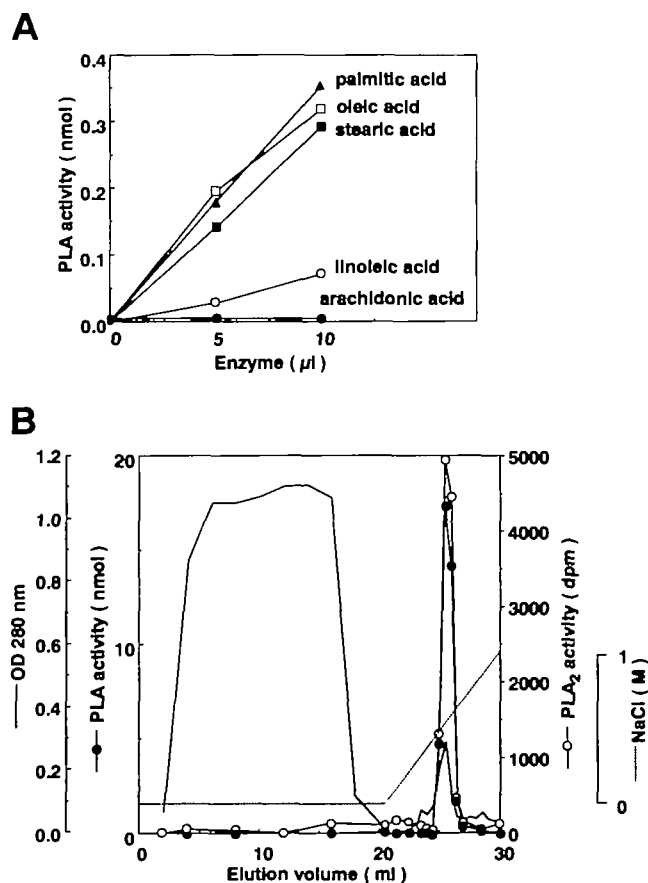 A
0.4
0.3
0.2
0.1
0.0
PLA activity ( nmol )
palmitic acid
oleic acid
stearic acid
linoleic acid
arachidonic acid
0
5
10
Enzyme ( µl )
B
1.2
1.0
0.8
0.6
0.4
0.2
0.0
OD 280 nm
20
10
0
PLA activity ( nmol )
5000
4000
3000
2000
1000
0
PLA2 activity ( dpm )
1
0
NaCl ( M )
0
10
20
30
Elution volume ( ml )